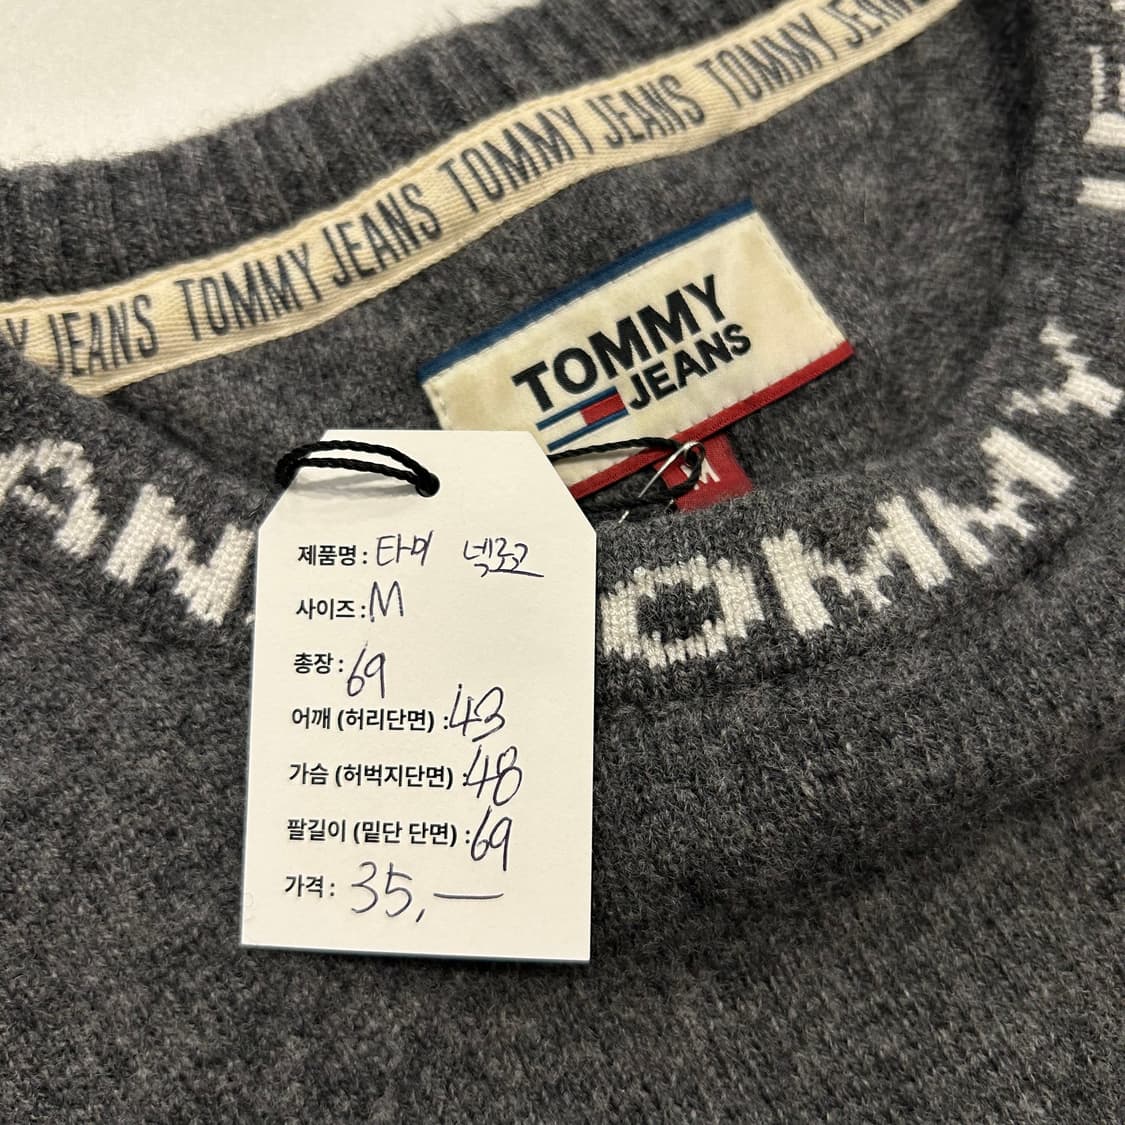 JEANS TOMMY JEANS TOMMY JEANS TOMMY JEANS
TOMMY
JEANS
M
OMMY
제품명 : 타미 넥로고
사이즈 : M
총장 : 69
어깨 (허리단면) : 43
가슴 (허벅지단면) : 48
팔길이 (밑단 단면) : 69
가격 : 35,—